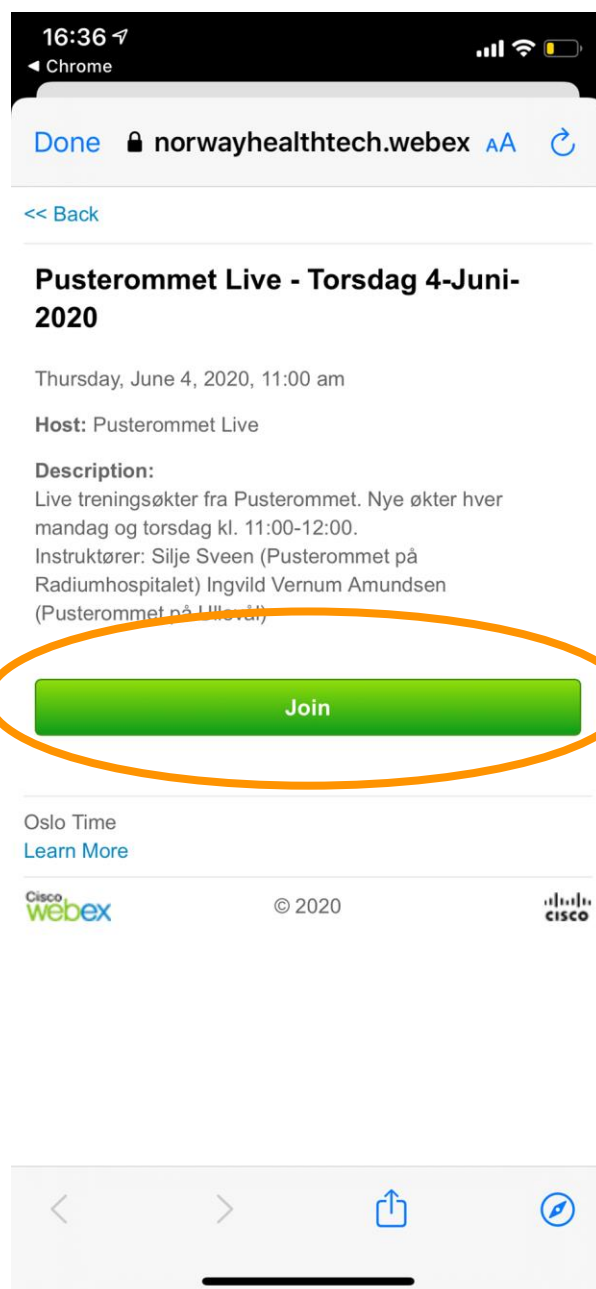 16:36
◄ Chrome
Done norwayhealthtech.webex AA
<< Back
Pusterommet Live - Torsdag 4-Juni-
2020
Thursday, June 4, 2020, 11:00 am
Host: Pusterommet Live
Description:
Live treningsøkter fra Pusterommet. Nye økter hver
mandag og torsdag kl. 11:00-12:00.
Instruktører: Silje Sveen (Pusterommet på
Radiumhospitalet) Ingvild Vernum Amundsen
(Pusterommet på Ullevål)
Join
Oslo Time
Learn More
Cisco
webex © 2020 cisco